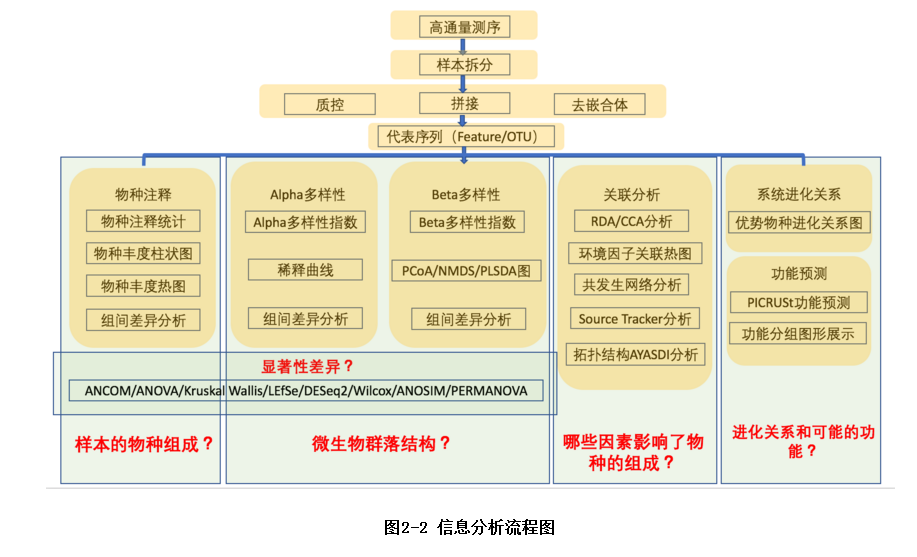 高通量测序
样本拆分
质控
拼接
去嵌合体
代表序列（Feature/OTU）
物种注释
物种注释统计
物种丰度柱状图
物种丰度热图
组间差异分析
Alpha多样性
Alpha多样性指数
稀释曲线
组间差异分析
Beta多样性
Beta多样性指数
PCoA/NMDS/PLSDA图
组间差异分析
显著性差异？
ANCOM/ANOVA/Kruskal Wallis/LEfSe/DESeq2/Wilcox/ANOSIM/PERMANOVA
样本的物种组成？
微生物群落结构？
关联分析
RDA/CCA分析
环境因子关联热图
共发生网络分析
Source Tracker分析
拓扑结构AYASDI分析
哪些因素影响了物
种的组成？
系统进化关系
优势物种进化关系图
功能预测
PICRUSt功能预测
功能分组图形展示
进化关系和可能的功
能？
图2-2 信息分析流程图